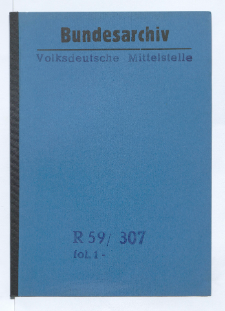 Bundesarchiv
Volksdeutsche Mittelstelle
R 59/ 307
fol. 1-